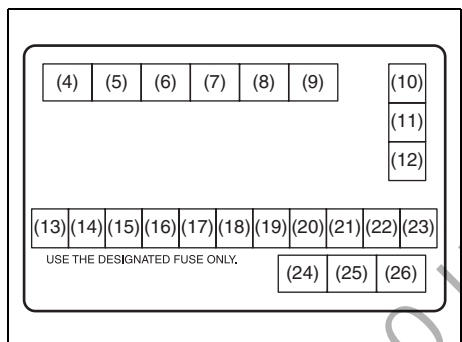 (4) (5) (6) (7) (8) (9) (10)
(11)
(12)
(13) (14) (15) (16) (17) (18) (19) (20) (21) (22) (23)
USE THE DESIGNATED FUSE ONLY.
(24) (25) (26)